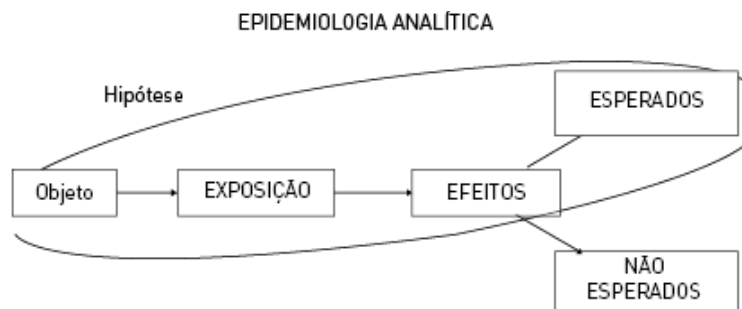 EPIDEMIOLOGIA ANALÍTICA
Hipótese
ESPERADOS
Objeto
EXPOSIÇÃO
EFEITOS
NÃO
ESPERADOS